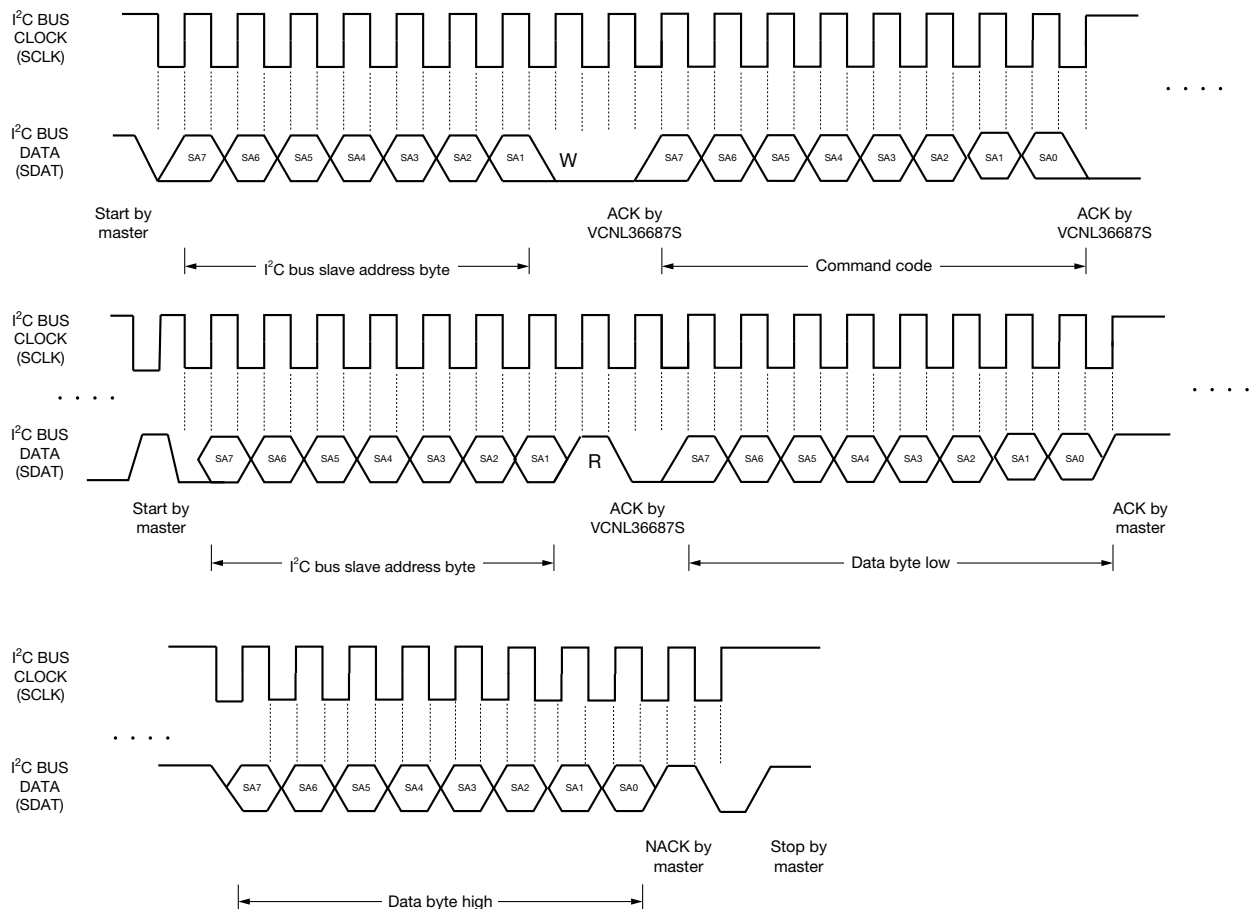 I²C BUS
CLOCK
(SCLK)
. . . .
I²C BUS
DATA
(SDAT)
SA7 SA6 SA5 SA4 SA3 SA2 SA1 W SA7 SA6 SA5 SA4 SA3 SA2 SA1 SA0
Start by
master
ACK by
VCNL36687S
ACK by
VCNL36687S
I²C bus slave address byte
Command code
I²C BUS
CLOCK
(SCLK)
. . . .
. . . .
I²C BUS
DATA
(SDAT)
SA7 SA6 SA5 SA4 SA3 SA2 SA1 R SA7 SA6 SA5 SA4 SA3 SA2 SA1 SA0
Start by
master
ACK by
VCNL36687S
ACK by
master
I²C bus slave address byte
Data byte low
I²C BUS
CLOCK
(SCLK)
. . . .
I²C BUS
DATA
(SDAT)
SA7 SA6 SA5 SA4 SA3 SA2 SA1 SA0
NACK by
master
Stop by
master
Data byte high